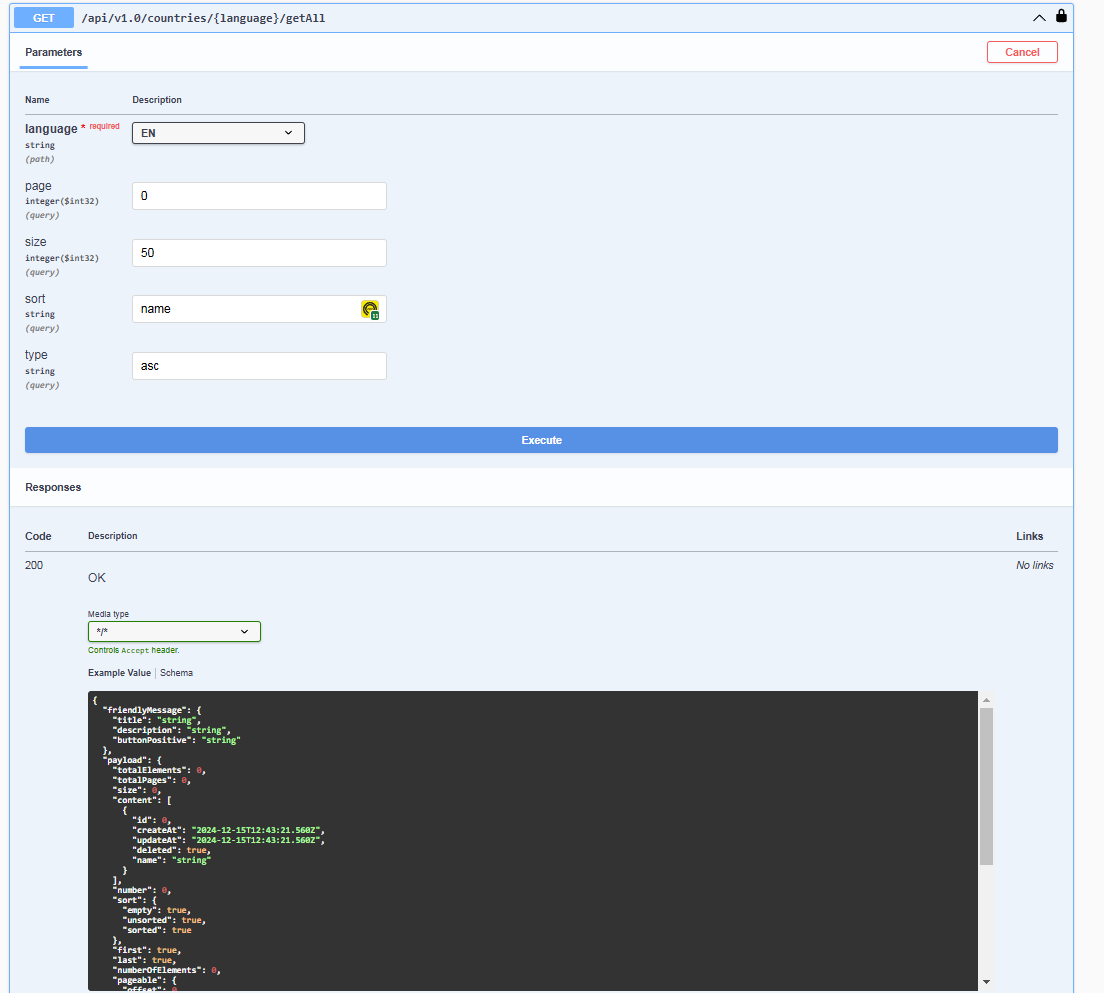 GET /api/v1.0/countries/{language}/getAll
Parameters
Cancel
Name Description
language * required
string
(path)
EN
page
integer($int32)
(query)
0
size
integer($int32)
(query)
50
sort
string
(query)
name
type
string
(query)
asc
Execute
Responses
Code Description Links
200 OK No links
Media type
*/*
Controls Accept header.
Example Value | Schema
{
"friendlyMessage": {
"title": "string",
"description": "string",
"buttonPositive": "string"
},
"payload": {
"totalElements": 0,
"totalPages": 0,
"size": 0,
"content": [
{
"id": 0,
"createAt": "2024-12-15T12:43:21.560Z",
"updateAt": "2024-12-15T12:43:21.560Z",
"deleted": true,
"name": "string"
}
],
"number": 0,
"sort": {
"empty": true,
"unsorted": true,
"sorted": true
},
"first": true,
"last": true,
"numberOfElements": 0,
"pageable": {
"offset": 0